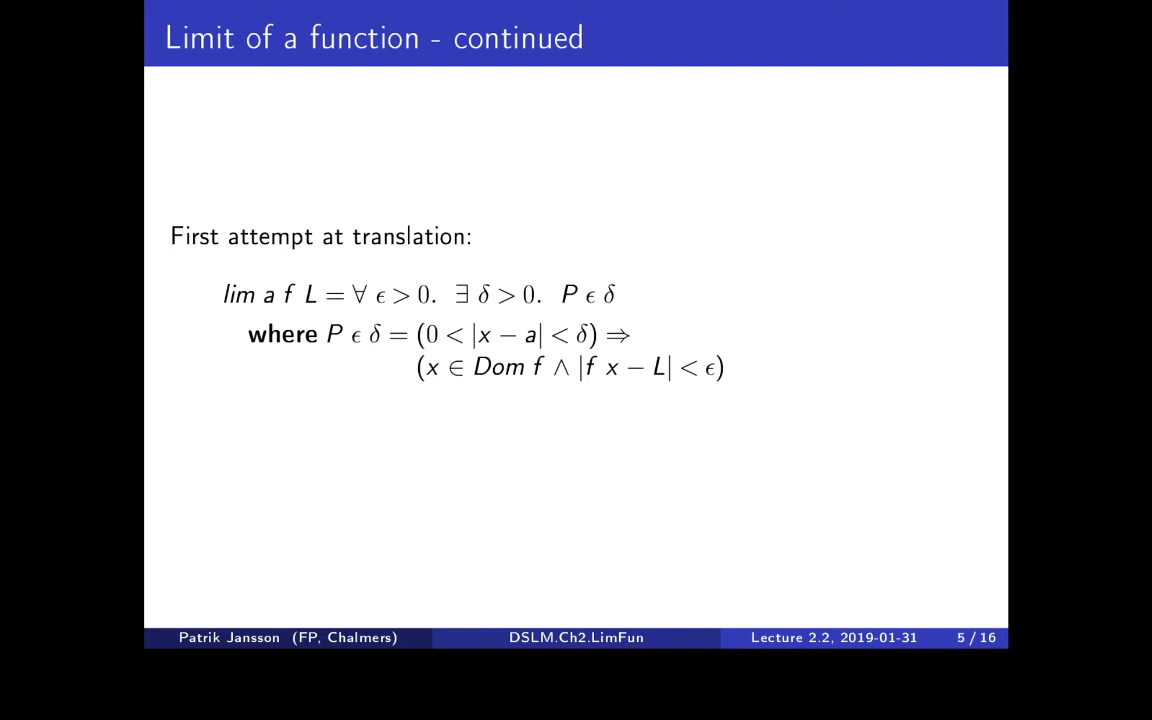 Limit of a function - continued
First attempt at translation:
lim a f L = ∀ ϵ > 0. ∃ δ > 0. P ϵ δ
where P ϵ δ = (0 < |x − a| < δ) ⇒
(x ∈ Dom f ∧ |f x − L| < ϵ)
Patrik Jansson (FP, Chalmers) DSLM.Ch2.LimFun Lecture 2.2, 2019-01-31 5 / 16